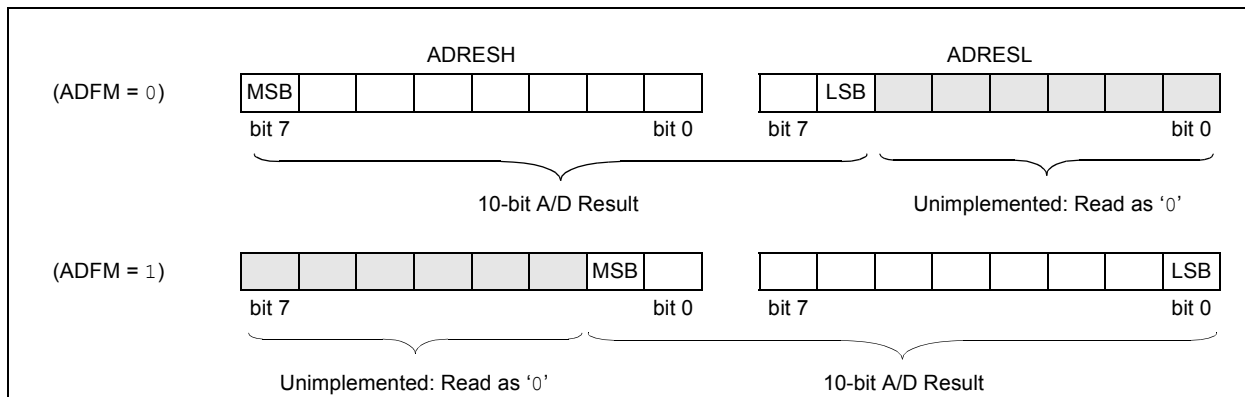 ADRESH ADRESL
(ADFM = 0) MSB LSB
bit 7 bit 0 bit 7 bit 0
10-bit A/D Result Unimplemented: Read as ‘0’
(ADFM = 1) MSB LSB
bit 7 bit 0 bit 7 bit 0
Unimplemented: Read as ‘0’ 10-bit A/D Result